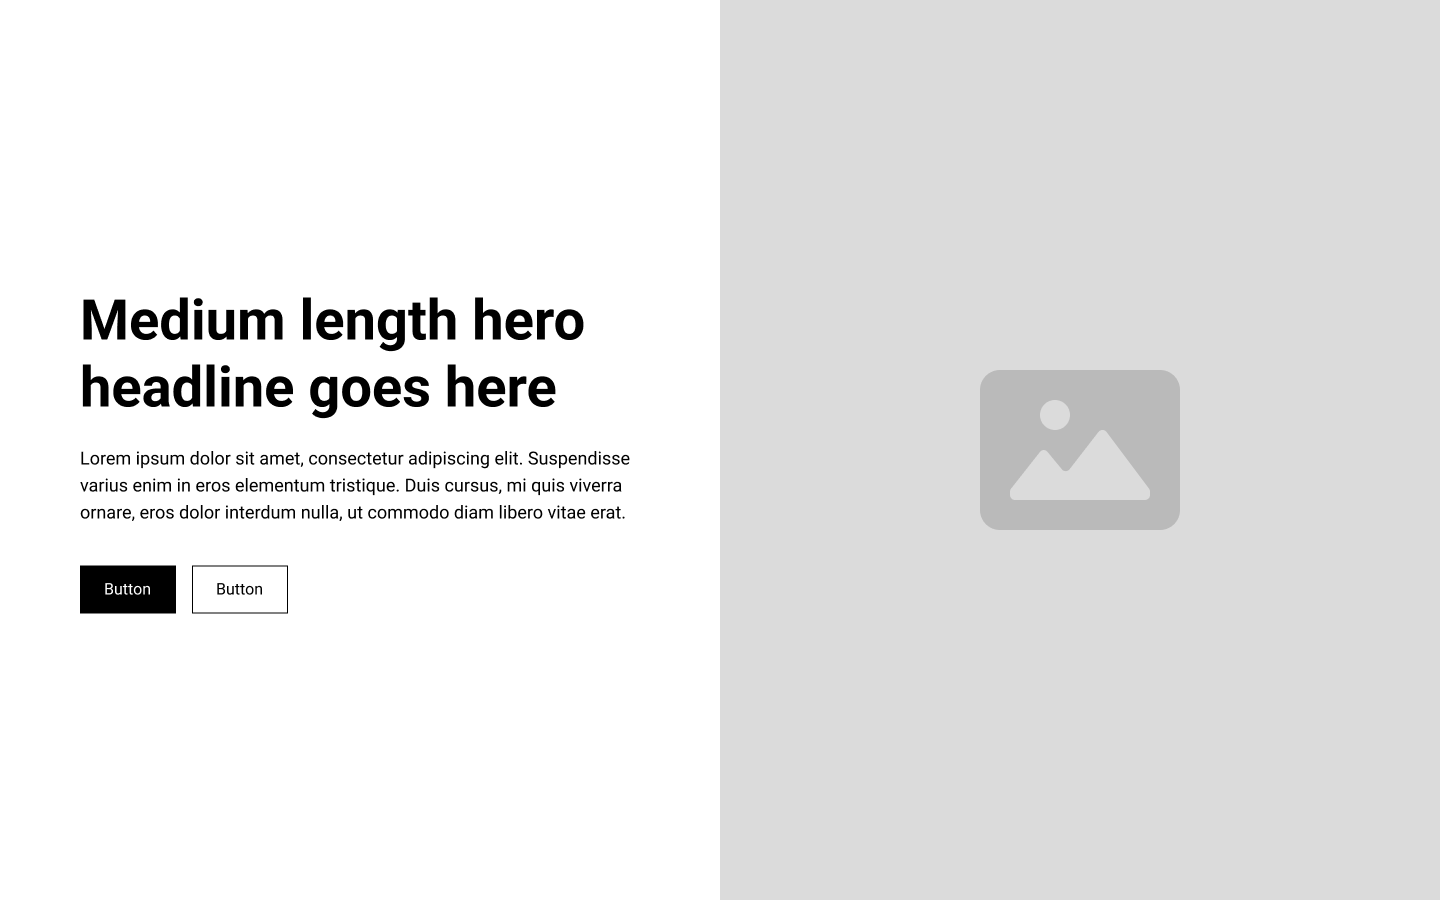 Medium length hero
headline goes here
Lorem ipsum dolor sit amet, consectetur adipiscing elit. Suspendisse
varius enim in eros elementum tristique. Duis cursus, mi quis viverra
ornare, eros dolor interdum nulla, ut commodo diam libero vitae erat.
Button
Button